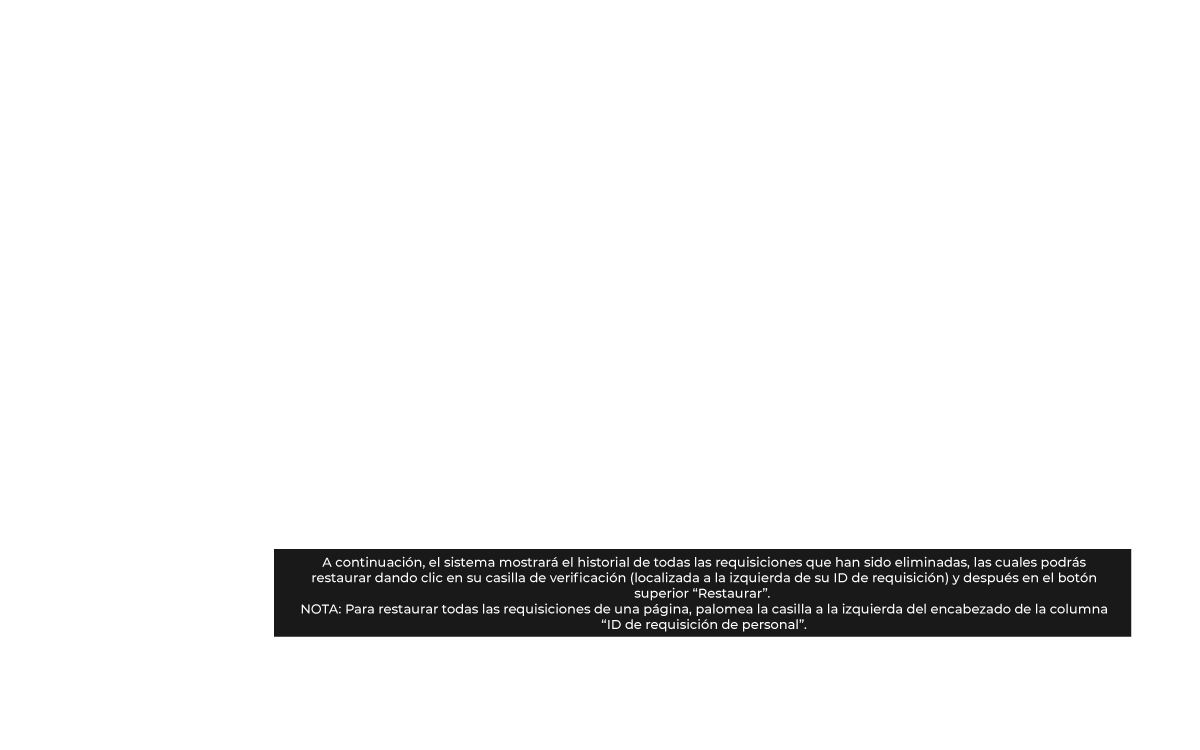 A continuación, el sistema mostrará el historial de todas las requisiciones que han sido eliminadas, las cuales podrás
restaurar dando clic en su casilla de verificación (localizada a la izquierda de su ID de requisición) y después en el botón
superior “Restaurar”.
NOTA: Para restaurar todas las requisiciones de una página, palomea la casilla a la izquierda del encabezado de la columna
“ID de requisición de personal”.